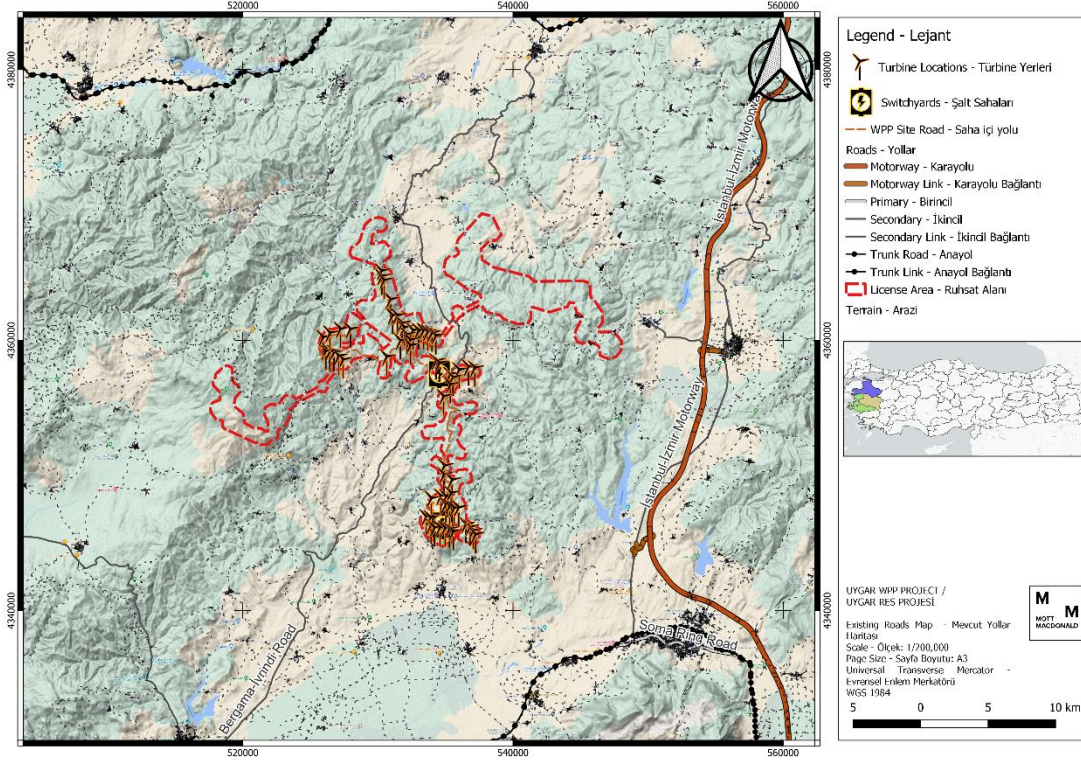 520000
540000
560000
4380000
4380000
4360000
4360000
4340000
4340000
520000
540000
560000
Istanbul-Izmir Motorway
Istanbul-Izmir Motorway
Soma Ring Road
Bergama-Ivrindi Road
Legend - Lejant
Turbine Locations - Türbine Yerleri
Switchyards - Şalt Sahaları
WPP Site Road - Saha içi yolu
Roads - Yollar
Motorway - Karayolu
Motorway Link - Karayolu Bağlantı
Primary - Birincil
Secondary - İkincil
Secondary Link - İkincil Bağlantı
Trunk Road - Anayol
Trunk Link - Anayol Bağlantı
License Area - Ruhsat Alanı
Terrain - Arazi
UYGAR WPP PROJECT /
UYGAR RES PROJESİ
M
M
MOTT
MACDONALD
Existing Roads Map - Mevcut Yollar
Haritası
Scale - Ölçek: 1/200,000
Page Size - Sayfa Boyutu: A3
Universal Transverse Mercator -
Evrensel Enlem Merkatörü
WGS 1984
5 0 5 10 km